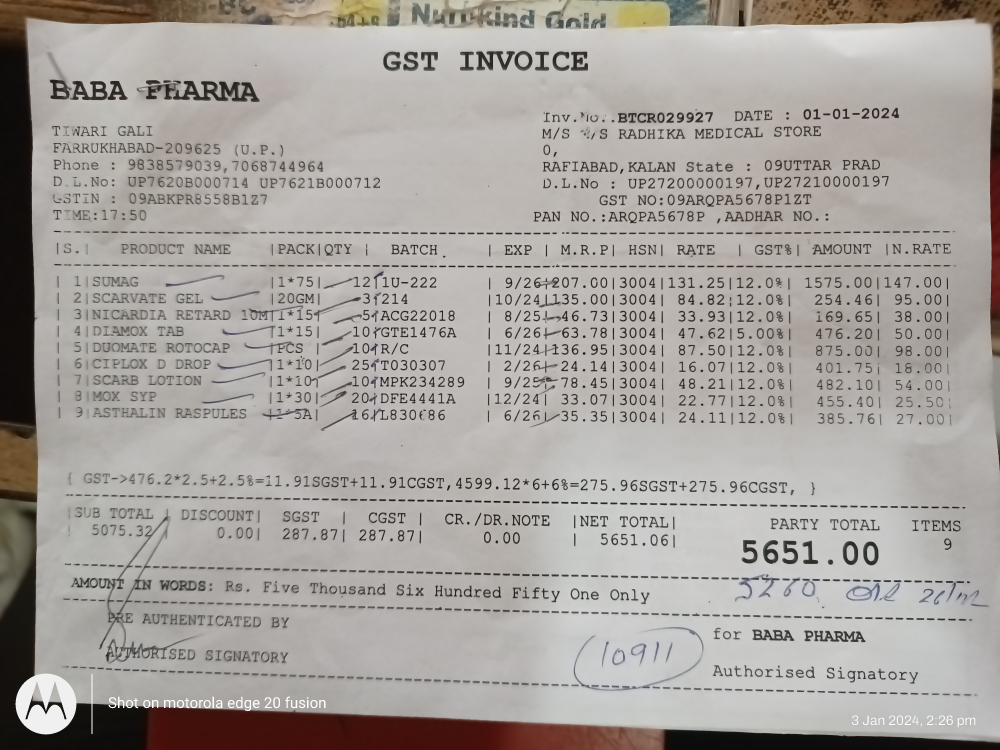 Nurokind Gold
GST INVOICE
BABA PHARMA
TIWARI GALI
FARRUKHABAD-209625 (U.P.)
Phone : 9838579039,7068744964
D.L.No: UP7620B000714 UP7621B000712
GSTIN : 09ABKPR8558B1Z7
TIME:17:50
Inv.No..BTCR029927 DATE : 01-01-2024
M/S M/S RADHIKA MEDICAL STORE
0,
RAFIABAD,KALAN State : 09UTTAR PRAD
D.L.No : UP27200000197,UP27210000197
GST NO:09ARQPA5678P1ZT
PAN NO.:ARQPA5678P ,AADHAR NO.:
|S.| PRODUCT NAME |PACK|QTY | BATCH | EXP | M.R.P| HSN| RATE | GST%| AMOUNT |N.RATE
| 1|SUMAG |1*75| 12|1U-222 | 9/26|207.00|3004|131.25|12.0%| 1575.00|147.00|
| 2|SCARVATE GEL |20GM| 3|214 |10/24|135.00|3004| 84.82|12.0%| 254.46| 95.00|
| 3|NICARDIA RETARD 10M|1*15| 5|ACG22018 | 8/25| 46.73|3004| 33.93|12.0%| 169.65| 38.00|
| 4|DIAMOX TAB |1*15| 10|GTE1476A | 6/26| 63.78|3004| 47.62|5.00%| 476.20| 50.00|
| 5|DUOMATE ROTOCAP |PCS | 10|R/C |11/24|136.95|3004| 87.50|12.0%| 875.00| 98.00|
| 6|CIPLOX D DROP |1*10| 25|T030307 | 2/26| 24.14|3004| 16.07|12.0%| 401.75| 18.00|
| 7|SCARB LOTION |1*10| 10|MPK234289 | 9/25| 78.45|3004| 48.21|12.0%| 482.10| 54.00|
| 8|MOX SYP |1*30| 20|DFE4441A |12/24| 33.07|3004| 22.77|12.0%| 455.40| 25.50|
| 9|ASTHALIN RASPULES |1*5A| 16|L830686 | 6/26| 35.35|3004| 24.11|12.0%| 385.76| 27.00|
{ GST->476.2*2.5+2.5%=11.91SGST+11.91CGST,4599.12*6+6%=275.96SGST+275.96CGST, }
|SUB TOTAL | DISCOUNT| SGST | CGST | CR./DR.NOTE |NET TOTAL| PARTY TOTAL ITEMS
5075.32| 0.00| 287.87| 287.87| 0.00 | 5651.06| 5651.00 9
AMOUNT IN WORDS: Rs. Five Thousand Six Hundred Fifty One Only
5260
PRE AUTHENTICATED BY
AUTHORISED SIGNATORY
10911
for BABA PHARMA
Authorised Signatory
Shot on motorola edge 20 fusion
3 Jan 2024, 2:26 pm